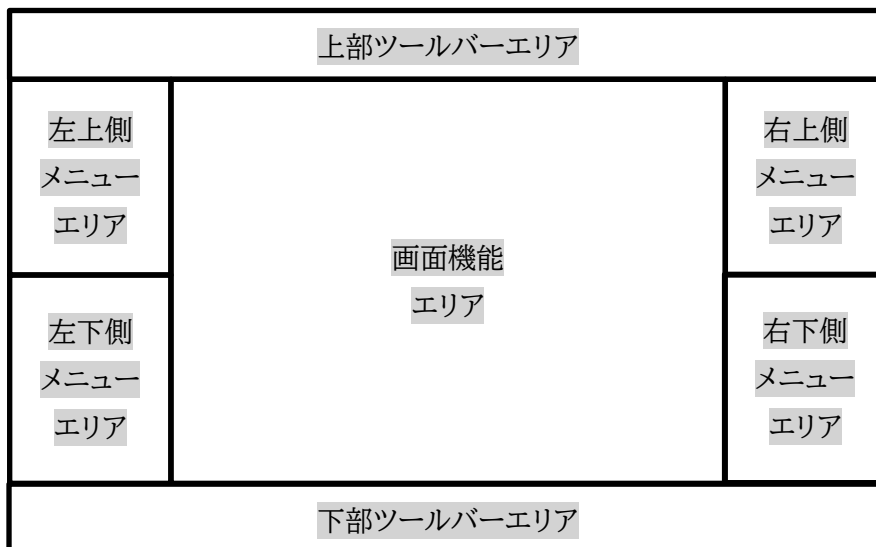 上部ツールバーエリア
左上側
メニュー
エリア
右上側
メニュー
エリア
画面機能
エリア
左下側
メニュー
エリア
右下側
メニュー
エリア
下部ツールバーエリア